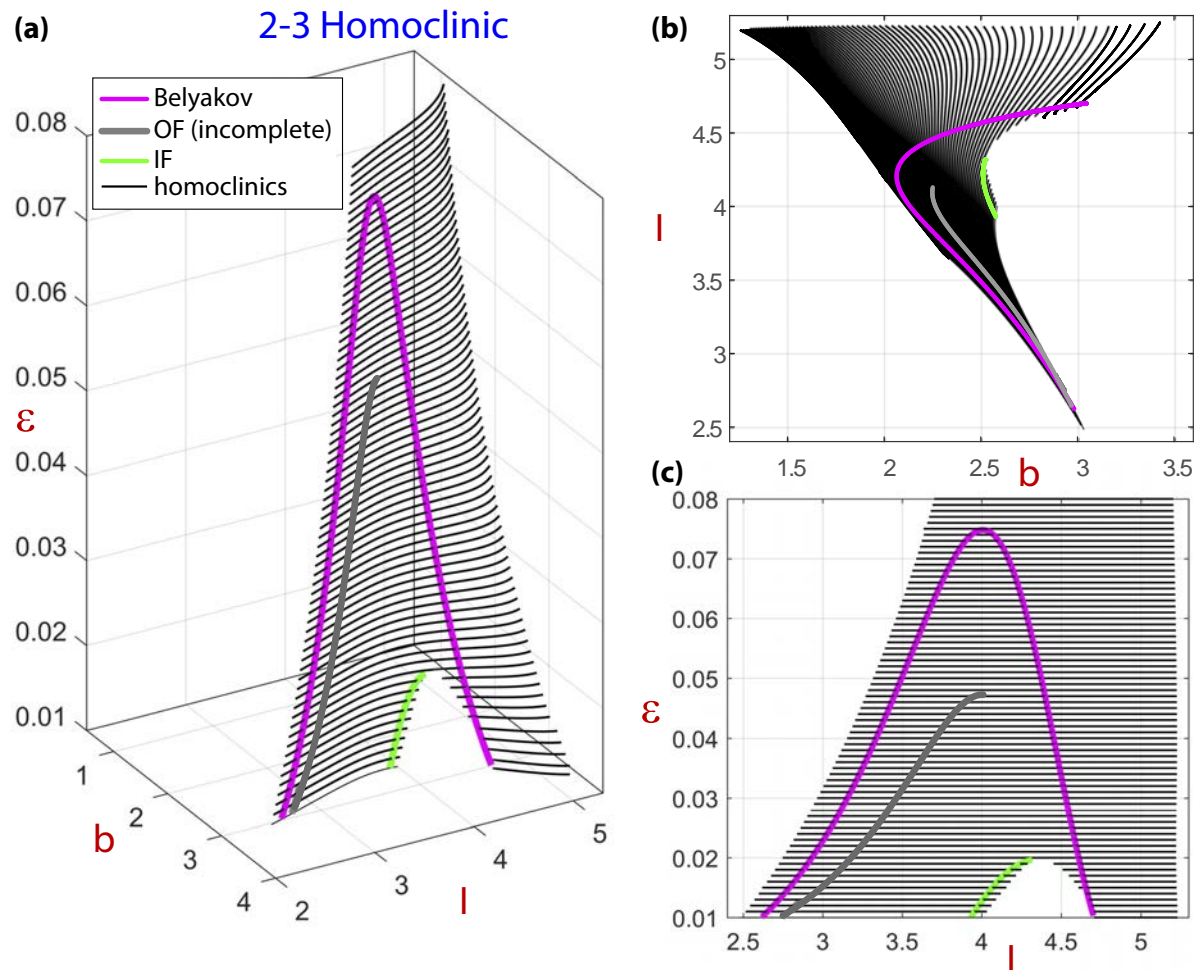 (a)
2-3 Homoclinic
Belyakov
OF (incomplete)
IF
homoclinics
0.08
0.07
0.06
0.05
0.04
0.03
0.02
0.01
ε
1
2
3
4
b
2
3
4
5
l
(b)
5
4.5
4
3.5
3
2.5
l
1.5
2
2.5
3
3.5
b
(c)
0.08
0.07
0.06
0.05
0.04
0.03
0.02
0.01
ε
2.5
3
3.5
4
4.5
5
l